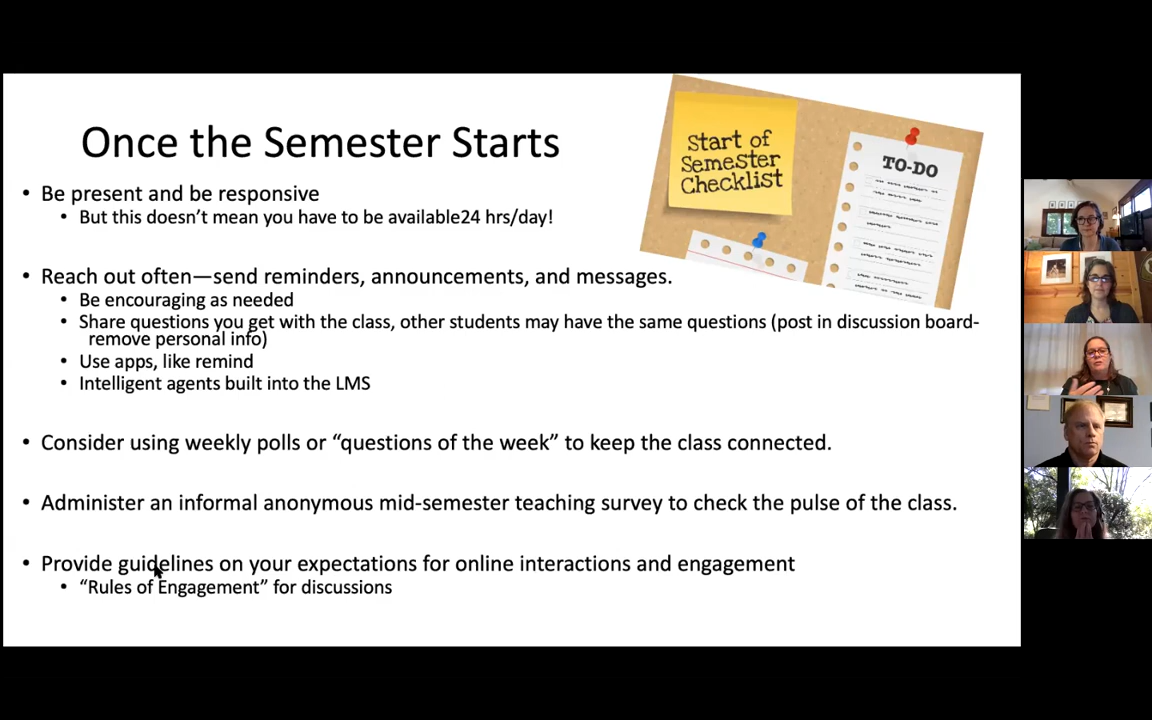 Once the Semester Starts
Start of
Semester
Checklist
TO-DO
• Be present and be responsive
• But this doesn’t mean you have to be available24 hrs/day!
• Reach out often—send reminders, announcements, and messages.
• Be encouraging as needed
• Share questions you get with the class, other students may have the same questions (post in discussion board-
remove personal info)
• Use apps, like remind
• Intelligent agents built into the LMS
• Consider using weekly polls or “questions of the week” to keep the class connected.
• Administer an informal anonymous mid-semester teaching survey to check the pulse of the class.
• Provide guidelines on your expectations for online interactions and engagement
• “Rules of Engagement” for discussions